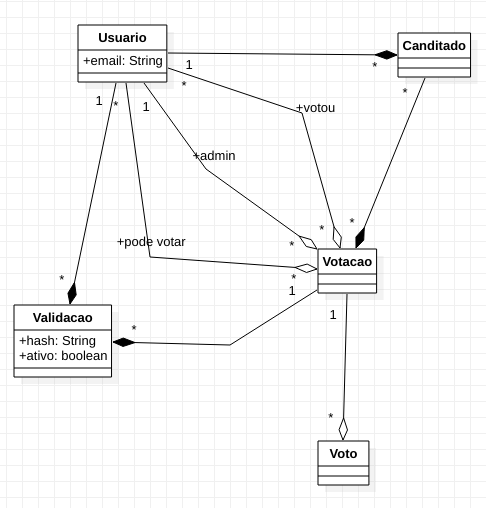 Usuario
+email: String
Canditado
1
*
*
+votou
1
*
1
*
+admin
*
*
*
+pode votar
*
*
1
Votacao
Validacao
+hash: String
+ativo: boolean
*
1
*
Voto